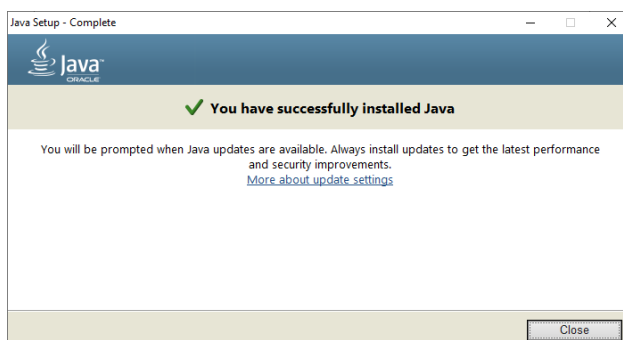 Java Setup - Complete
Java
ORACLE
You have successfully installed Java
You will be prompted when Java updates are available. Always install updates to get the latest performance
and security improvements.
More about update settings
Close